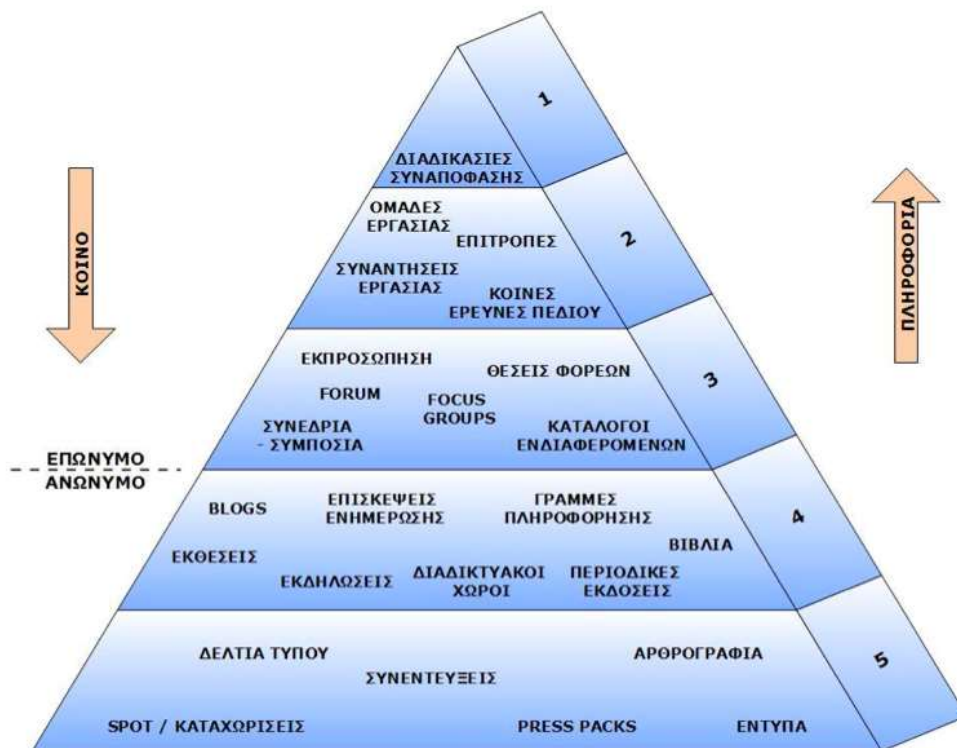 1
ΔΙΑΔΙΚΑΣΙΕΣ
ΣΥΝΑΠΟΦΑΣΗΣ
ΚΟΙΝΟ
ΠΛΗΡΟΦΟΡΙΑ
2
ΟΜΑΔΕΣ
ΕΡΓΑΣΙΑΣ
ΕΠΙΤΡΟΠΕΣ
ΣΥΝΑΝΤΗΣΕΙΣ
ΕΡΓΑΣΙΑΣ
ΚΟΙΝΕΣ
ΕΡΕΥΝΕΣ ΠΕΔΙΟΥ
3
ΕΚΠΡΟΣΩΠΗΣΗ
ΘΕΣΕΙΣ ΦΟΡΕΩΝ
FORUM
FOCUS
GROUPS
ΣΥΝΕΔΡΙΑ
- ΣΥΜΠΟΣΙΑ
ΚΑΤΑΛΟΓΟΙ
ΕΝΔΙΑΦΕΡΟΜΕΝΩΝ
ΕΠΩΝΥΜΟ
ΑΝΩΝΥΜΟ
4
BLOGS
ΕΠΙΣΚΕΨΕΙΣ
ΕΝΗΜΕΡΩΣΗΣ
ΓΡΑΜΜΕΣ
ΠΛΗΡΟΦΟΡΗΣΗΣ
ΒΙΒΛΙΑ
ΕΚΘΕΣΕΙΣ
ΕΚΔΗΛΩΣΕΙΣ
ΔΙΑΔΙΚΤΥΑΚΟΙ
ΧΩΡΟΙ
ΠΕΡΙΟΔΙΚΕΣ
ΕΚΔΟΣΕΙΣ
5
ΔΕΛΤΙΑ ΤΥΠΟΥ
ΣΥΝΕΝΤΕΥΞΕΙΣ
ΑΡΘΡΟΓΡΑΦΙΑ
SPOT / ΚΑΤΑΧΩΡΙΣΕΙΣ
PRESS PACKS
ΕΝΤΥΠΑ